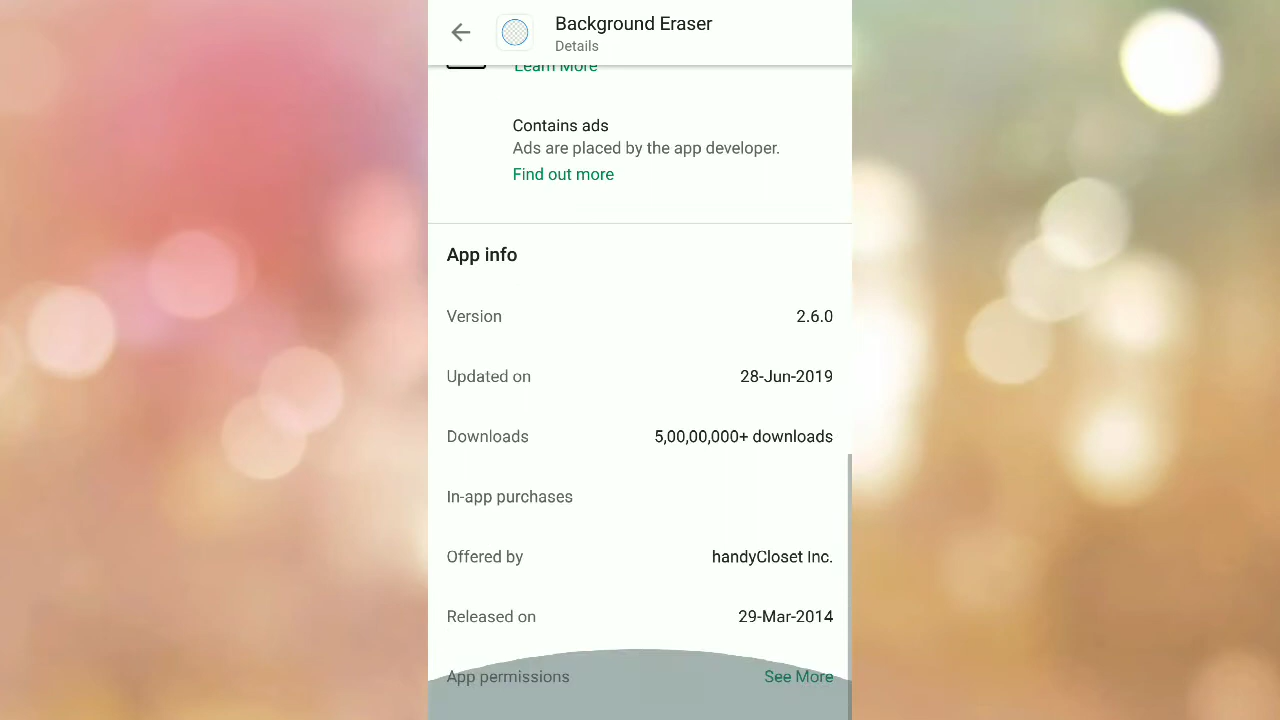 Background Eraser
Details
Learn More
Contains ads
Ads are placed by the app developer.
Find out more
App info
Version 2.6.0
Updated on 28-Jun-2019
Downloads 5,00,00,000+ downloads
In-app purchases
Offered by handyCloset Inc.
Released on 29-Mar-2014
App permissions See More